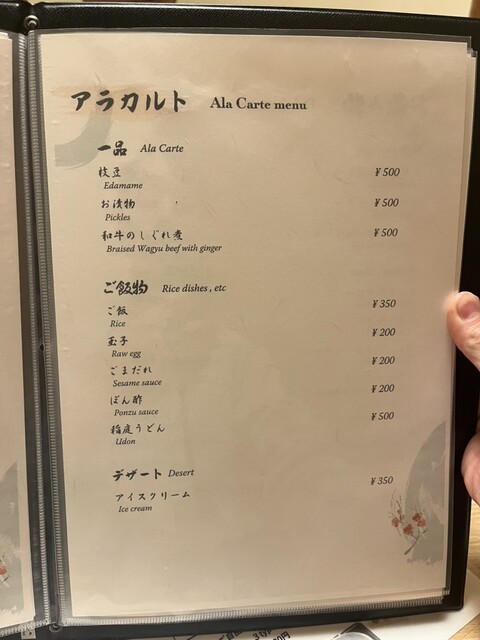 アラカルト Ala Carte menu
一品 Ala Carte
枝豆 ¥500
Edamame
お漬物 ¥500
Pickles
和牛のしぐれ煮 ¥500
Braised Wagyu beef with ginger
ご飯物 Rice dishes , etc
ご飯 ¥350
Rice
玉子 ¥200
Raw egg
ごまだれ ¥200
Sesame sauce
ぽん酢 ¥200
Ponzu sauce
稲庭うどん ¥500
Udon
デザート Desert
アイスクリーム ¥350
Ice cream